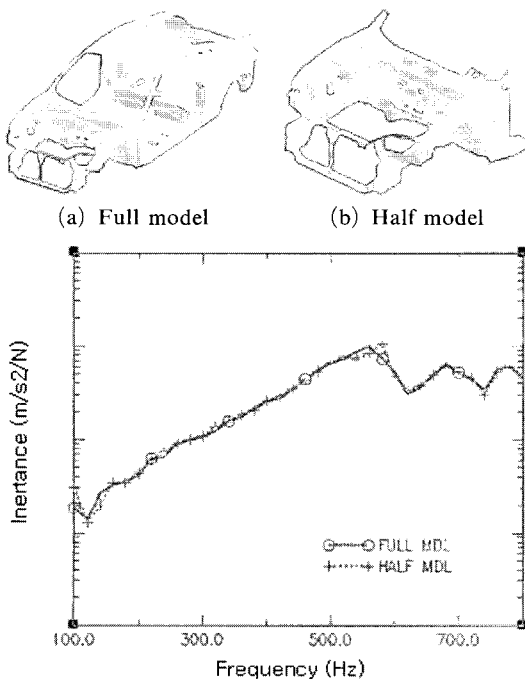 (a) Full model
(b) Half model
Inertance (m/s2/N)
FULL MDL
HALF MDL
100.0 300.0 500.0 700.0
Frequency (Hz)